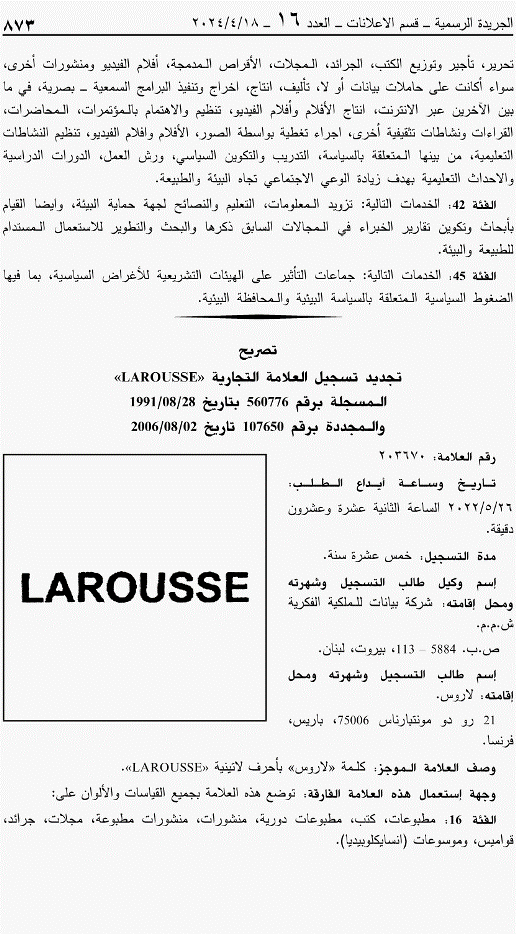 الجريدة الرسمية ــ قسم الاعلانات ــ العدد ١٦ ــ ٢٠٢٤/٤/١٨
٨٧٣
تحرير، تأجير وتوزيع الكتب، الجرائد، المجلات، الأقراص المدمجة، أفلام الفيديو ومنشورات أخرى،
سواء أكانت على حاملات بيانات أو لا، تأليف، انتاج، اخراج وتنفيذ البرامج السمعية ــ بصرية، في ما
بين الآخرين عبر الانترنت، انتاج الأفلام وأفلام الفيديو، تنظيم والاهتمام بالمؤتمرات، المحاضرات،
القراءات ونشاطات تثقيفية أخرى، اجراء تغطية بواسطة الصور، الأفلام وافلام الفيديو، تنظيم النشاطات
التعليمية، من بينها المتعلقة بالسياسة، التدريب والتكوين السياسي، ورش العمل، الدورات الدراسية
والاحداث التعليمية بهدف زيادة الوعي الاجتماعي تجاه البيئة والطبيعة.
الفئة 42: الخدمات التالية: تزويد المعلومات، التعليم والنصائح لجهة حماية البيئة، وايضا القيام
بأبحاث وتكوين تقارير الخبراء في المجالات السابق ذكرها والبحث والتطوير للاستعمال المستدام
للطبيعة والبيئة.
الفئة 45: الخدمات التالية: جماعات التأثير على الهيئات التشريعية للأغراض السياسية، بما فيها
الضغوط السياسية المتعلقة بالسياسة البيئية والمحافظة البيئية.
تصريح
تجديد تسجيل العلامة التجارية «LAROUSSE»
المسجلة برقم 560776 بتاريخ 1991/08/28
والمجددة برقم 107650 تاريخ 2006/08/02
رقم العلامة: ٢٠٣٦٧٠
تاريخ وساعة أيداع الطلب:
٢٠٢٢/٥/٢٦ الساعة الثانية عشرة وعشرون
دقيقة.
مدة التسجيل: خمس عشرة سنة.
إسم وكيل طالب التسجيل وشهرته
ومحل إقامته: شركة بيانات للملكية الفكرية
ش.م.م.
ص.ب. 5884 – 113، بيروت، لبنان.
إسم طالب التسجيل وشهرته ومحل
إقامته: لاروس.
21 رو دو مونتبارناس 75006، باريس،
فرنسا.
LAROUSSE
وصف العلامة الموجز: كلمة «لاروس» بأحرف لاتينية «LAROUSSE».
وجهة إستعمال هذه العلامة الفارقة: توضع هذه العلامة بجميع القياسات والألوان على:
الفئة 16: مطبوعات، كتب، مطبوعات دورية، منشورات، منشورات مطبوعة، مجلات، جرائد،
قواميس، وموسوعات (انسايكلوبيديا).